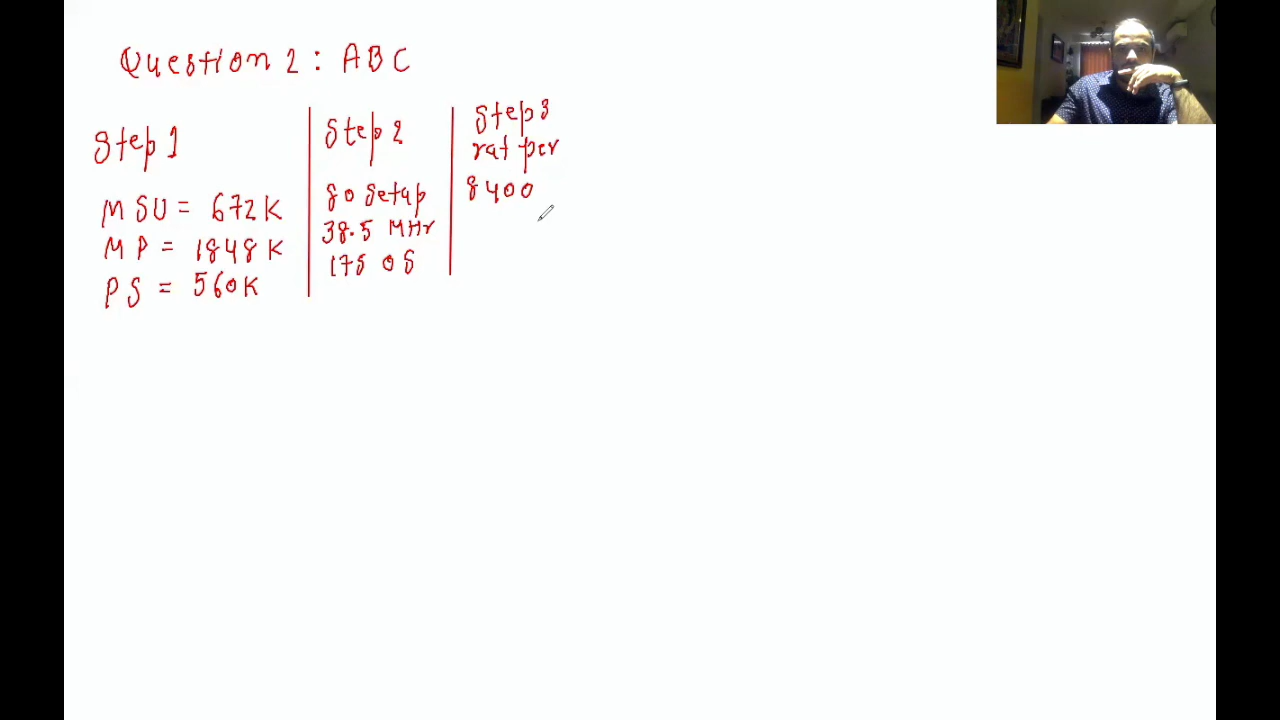 Question 2 : ABC
Step 1
MSU = 672K
MP = 1848K
PS = 560K
Step 2
80 Setup
38.5 MHr
175 OS
Step 3
rat per
8400